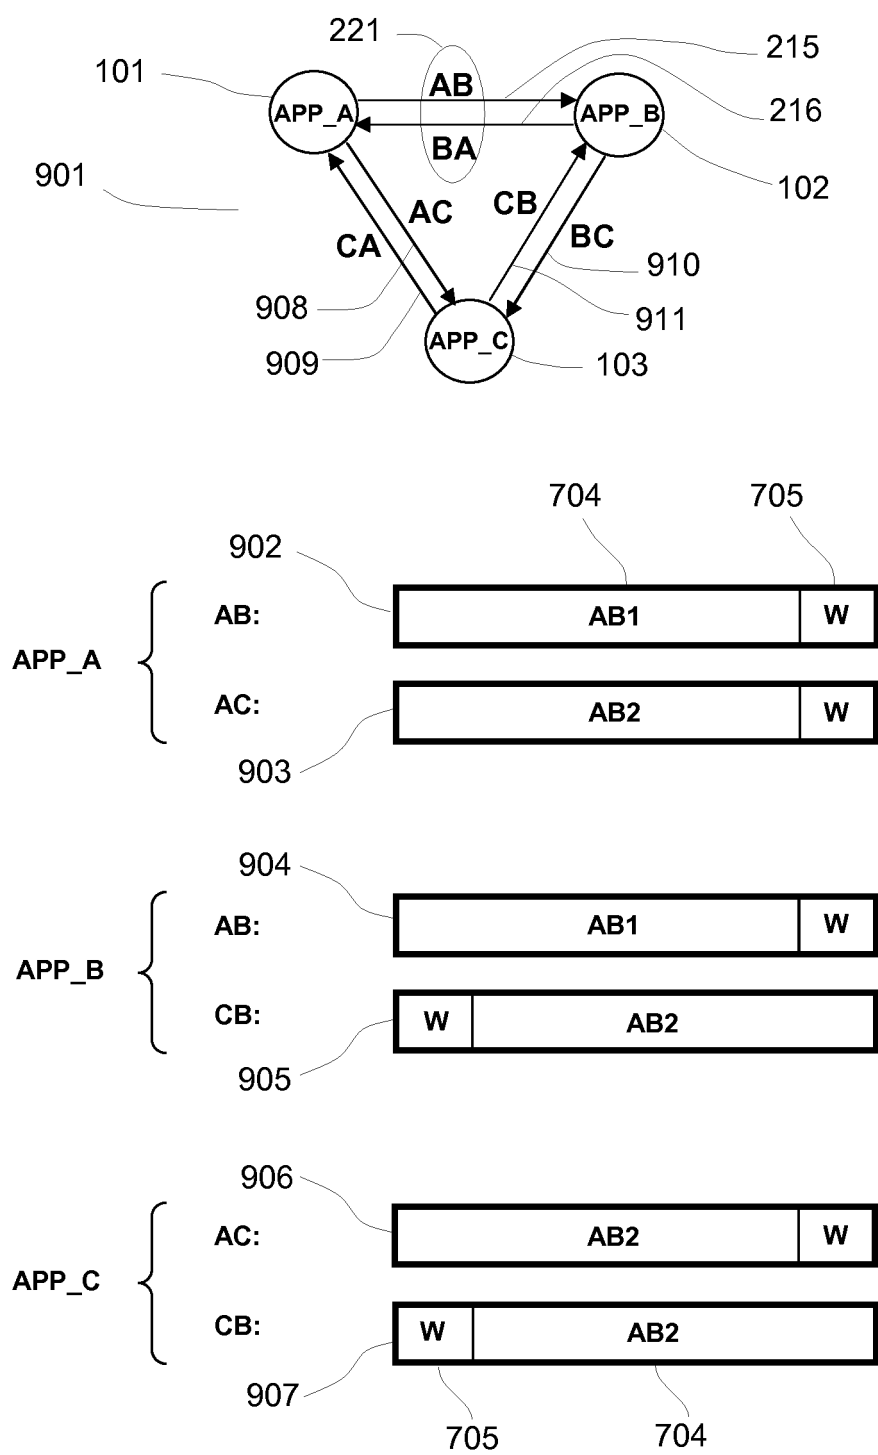 221
215
101
AB
APP_A
APP_B
216
BA
901
102
CB
AC
BC
CA
910
908
911
909
APP_C
103
704
705
902
AB:
AB1
W
APP_A
AC:
AB2
W
903
904
AB:
AB1
W
APP_B
CB:
W
AB2
905
906
AC:
AB2
W
APP_C
CB:
W
AB2
907
705
704